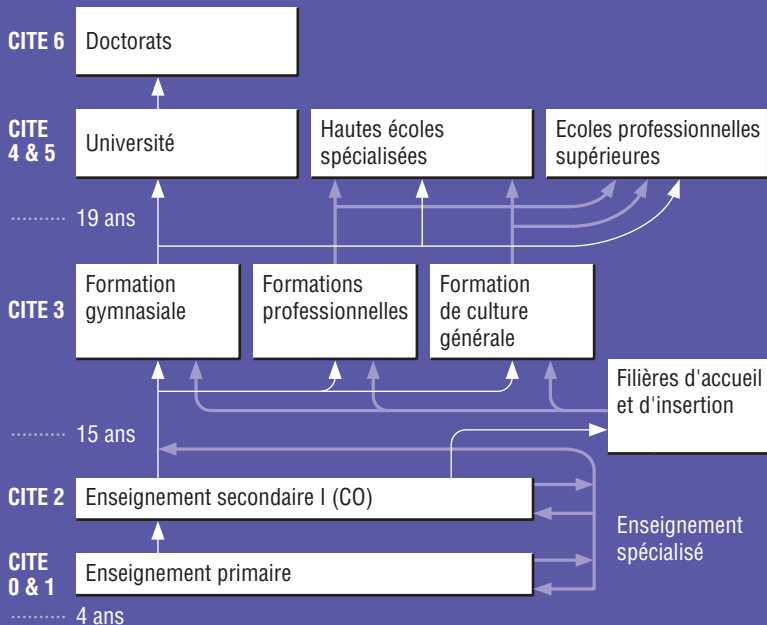 CITE 6
Doctorats
CITE
4 & 5
Université
Hautes écoles
spécialisées
Ecoles professionnelles
supérieures
19 ans
CITE 3
Formation
gymnasiale
Formations
professionnelles
Formation
de culture
générale
Filières d'accueil
et d'insertion
15 ans
CITE 2
Enseignement secondaire I (CO)
Enseignement
spécialisé
CITE
0 & 1
Enseignement primaire
4 ans